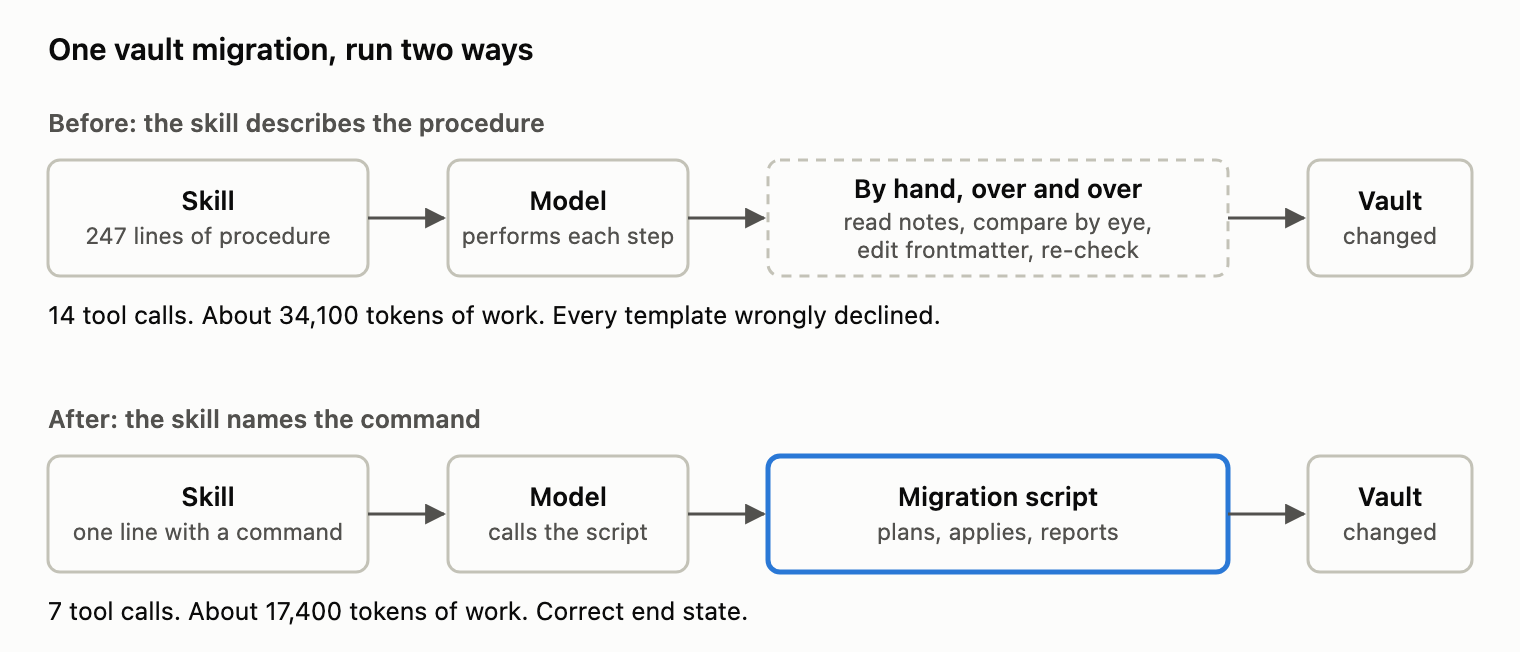 One vault migration, run two ways
Before: the skill describes the procedure
Skill
247 lines of procedure
Model
performs each step
By hand, over and over
read notes, compare by eye,
edit frontmatter, re-check
Vault
changed
14 tool calls. About 34,100 tokens of work. Every template wrongly declined.
After: the skill names the command
Skill
one line with a command
Model
calls the script
Migration script
plans, applies, reports
Vault
changed
7 tool calls. About 17,400 tokens of work. Correct end state.